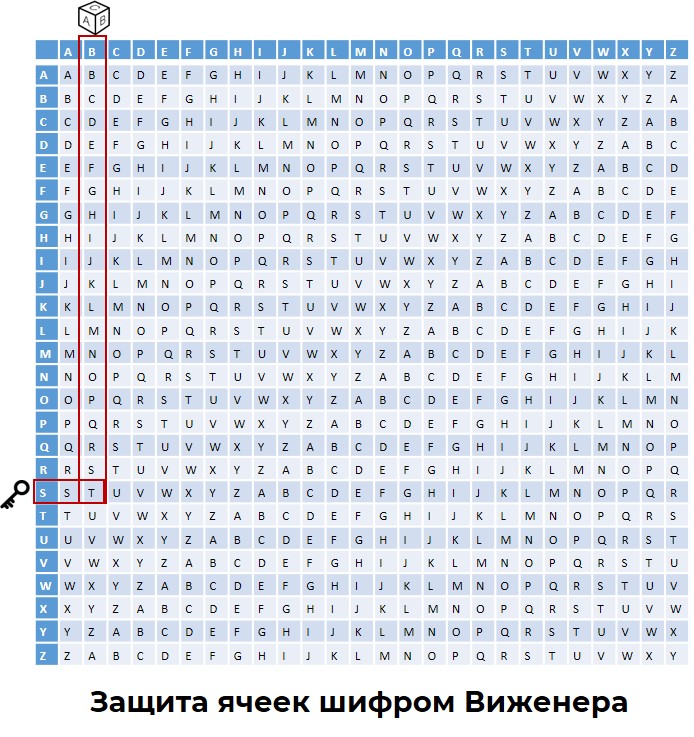 C
A B
A B C D E F G H I J K L M N O P Q R S T U V W X Y Z
A A B C D E F G H I J K L M N O P Q R S T U V W X Y Z
B B C D E F G H I J K L M N O P Q R S T U V W X Y Z A
C C D E F G H I J K L M N O P Q R S T U V W X Y Z A B
D D E F G H I J K L M N O P Q R S T U V W X Y Z A B C
E E F G H I J K L M N O P Q R S T U V W X Y Z A B C D
F F G H I J K L M N O P Q R S T U V W X Y Z A B C D E
G G H I J K L M N O P Q R S T U V W X Y Z A B C D E F
H H I J K L M N O P Q R S T U V W X Y Z A B C D E F G
I I J K L M N O P Q R S T U V W X Y Z A B C D E F G H
J J K L M N O P Q R S T U V W X Y Z A B C D E F G H I
K K L M N O P Q R S T U V W X Y Z A B C D E F G H I J
L L M N O P Q R S T U V W X Y Z A B C D E F G H I J K
M M N O P Q R S T U V W X Y Z A B C D E F G H I J K L
N N O P Q R S T U V W X Y Z A B C D E F G H I J K L M
O O P Q R S T U V W X Y Z A B C D E F G H I J K L M N
P P Q R S T U V W X Y Z A B C D E F G H I J K L M N O
Q Q R S T U V W X Y Z A B C D E F G H I J K L M N O P
R R S T U V W X Y Z A B C D E F G H I J K L M N O P Q
S S T U V W X Y Z A B C D E F G H I J K L M N O P Q R
T T U V W X Y Z A B C D E F G H I J K L M N O P Q R S
U U V W X Y Z A B C D E F G H I J K L M N O P Q R S T
V V W X Y Z A B C D E F G H I J K L M N O P Q R S T U
W W X Y Z A B C D E F G H I J K L M N O P Q R S T U V
X X Y Z A B C D E F G H I J K L M N O P Q R S T U V W
Y Y Z A B C D E F G H I J K L M N O P Q R S T U V W X
Z Z A B C D E F G H I J K L M N O P Q R S T U V W X Y
Защита ячеек шифром Виженера